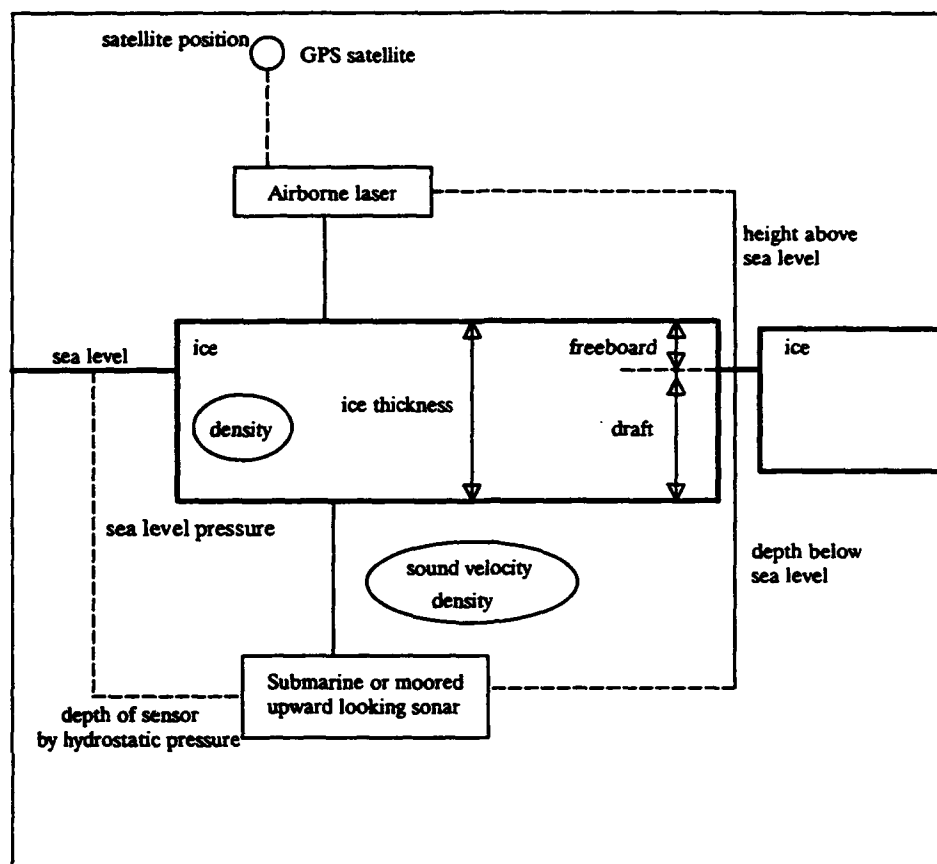 satellite position
GPS satellite
Airborne laser
height above
sea level
sea level
ice
freeboard
ice
ice thickness
density
draft
sea level pressure
sound velocity
density
depth below
sea level
Submarine or moored
upward looking sonar
depth of sensor
by hydrostatic pressure